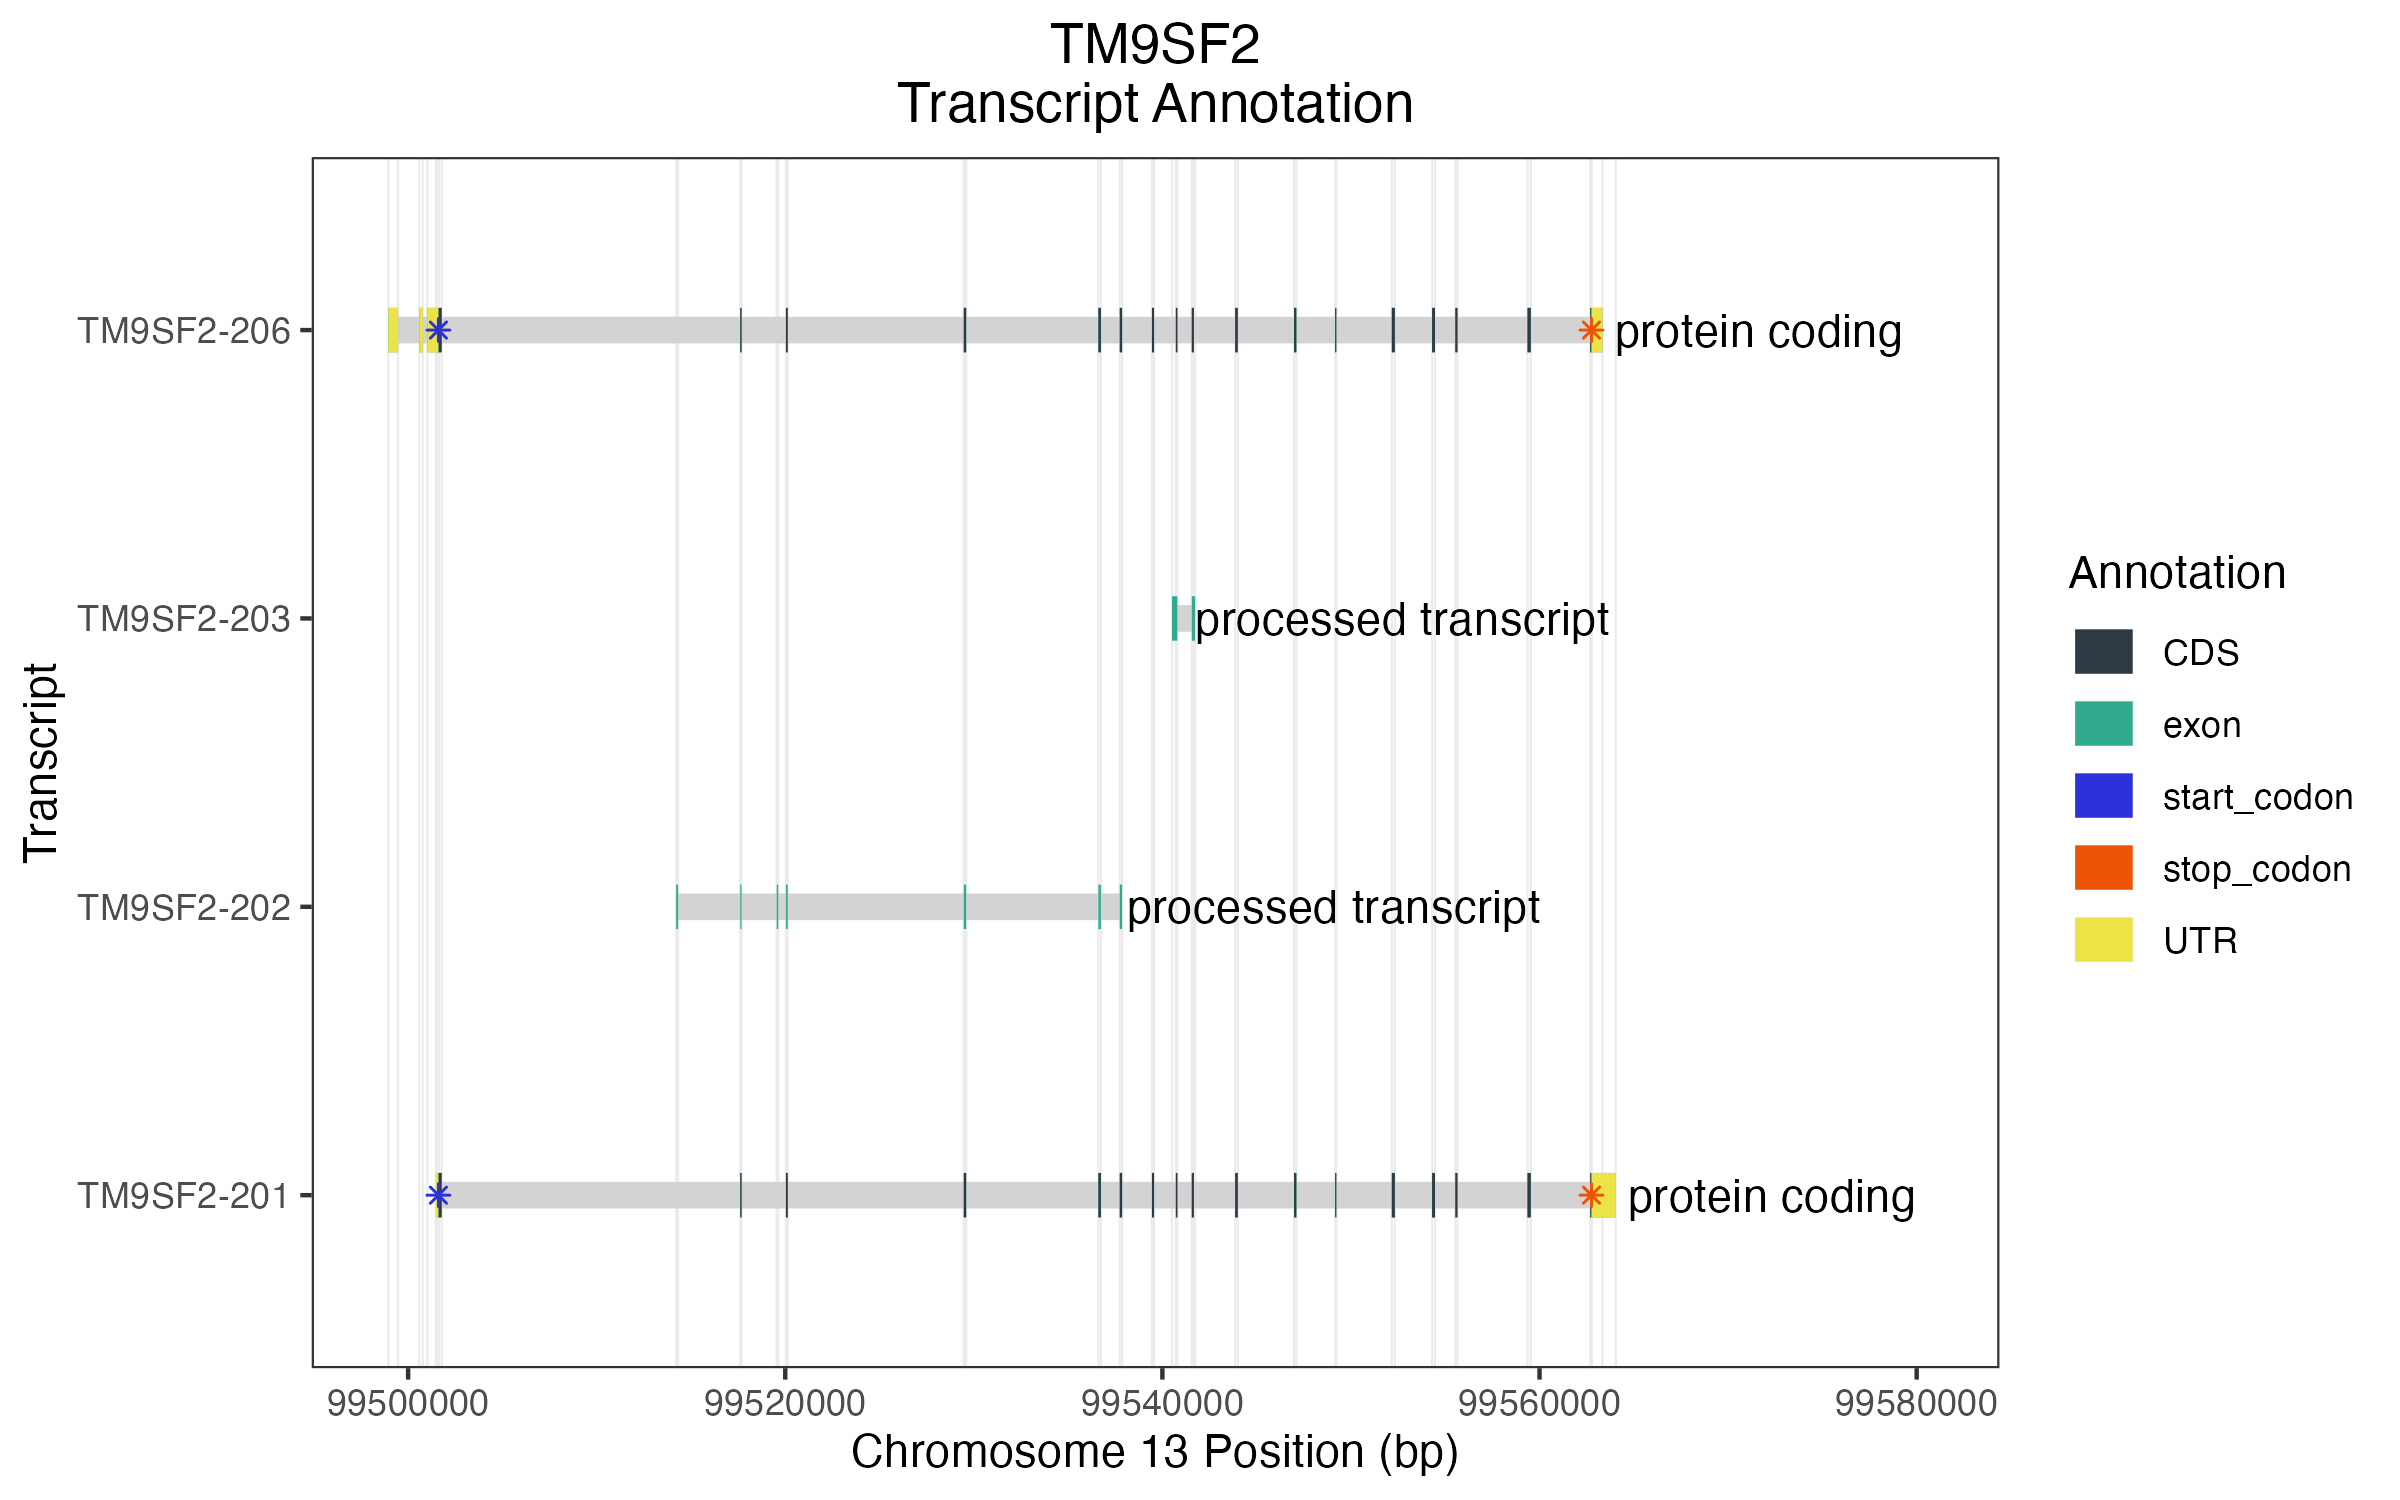 TM9SF2
Transcript Annotation
Transcript
TM9SF2-206
protein coding
TM9SF2-203
processed transcript
TM9SF2-202
processed transcript
TM9SF2-201
protein coding
99500000
99520000
99540000
99560000
99580000
Chromosome 13 Position (bp)
Annotation
CDS
exon
start_codon
stop_codon
UTR